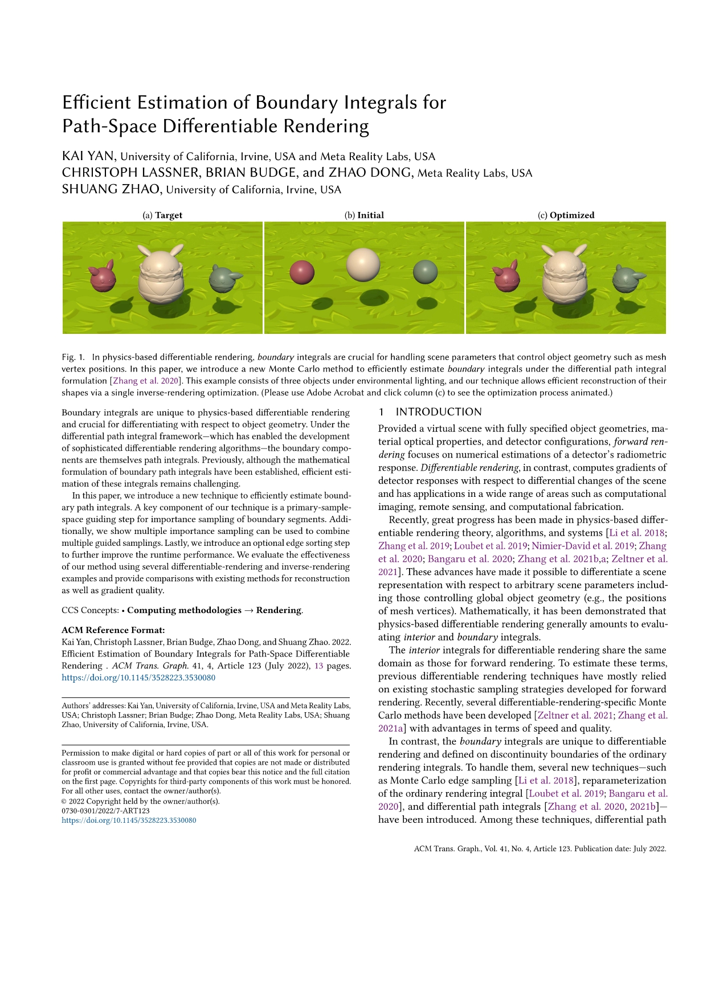 Efficient Estimation of Boundary Integrals for
Path-Space Differentiable Rendering
KAI YAN, University of California, Irvine, USA and Meta Reality Labs, USA
CHRISTOPH LASSNER, BRIAN BUDGE, and ZHAO DONG, Meta Reality Labs, USA
SHUANG ZHAO, University of California, Irvine, USA
(a) Target
(b) Initial
(c) Optimized
Fig. 1. In physics-based differentiable rendering, boundary integrals are crucial for handling scene parameters that control object geometry such as mesh
vertex positions. In this paper, we introduce a new Monte Carlo method to efficiently estimate boundary integrals under the differential path integral
formulation [Zhang et al. 2020]. This example consists of three objects under environmental lighting, and our technique allows efficient reconstruction of their
shapes via a single inverse-rendering optimization. (Please use Adobe Acrobat and click column (c) to see the optimization process animated.)
Boundary integrals are unique to physics-based differentiable rendering
and crucial for differentiating with respect to object geometry. Under the
differential path integral framework—which has enabled the development
of sophisticated differentiable rendering algorithms—the boundary compo-
nents are themselves path integrals. Previously, although the mathematical
formulation of boundary path integrals have been established, efficient esti-
mation of these integrals remains challenging.
In this paper, we introduce a new technique to efficiently estimate bound-
ary path integrals. A key component of our technique is a primary-sample-
space guiding step for importance sampling of boundary segments. Addi-
tionally, we show multiple importance sampling can be used to combine
multiple guided samplings. Lastly, we introduce an optional edge sorting step
to further improve the runtime performance. We evaluate the effectiveness
of our method using several differentiable-rendering and inverse-rendering
examples and provide comparisons with existing methods for reconstruction
as well as gradient quality.
CCS Concepts: • Computing methodologies → Rendering.
ACM Reference Format:
Kai Yan, Christoph Lassner, Brian Budge, Zhao Dong, and Shuang Zhao. 2022.
Efficient Estimation of Boundary Integrals for Path-Space Differentiable
Rendering . ACM Trans. Graph. 41, 4, Article 123 (July 2022), 13 pages.
https://doi.org/10.1145/3528223.3530080
Authors' addresses: Kai Yan, University of California, Irvine, USA and Meta Reality Labs,
USA; Christoph Lassner; Brian Budge; Zhao Dong, Meta Reality Labs, USA; Shuang
Zhao, University of California, Irvine, USA.
Permission to make digital or hard copies of part or all of this work for personal or
classroom use is granted without fee provided that copies are not made or distributed
for profit or commercial advantage and that copies bear this notice and the full citation
on the first page. Copyrights for third-party components of this work must be honored.
For all other uses, contact the owner/author(s).
© 2022 Copyright held by the owner/author(s).
0730-0301/2022/7-ART123
https://doi.org/10.1145/3528223.3530080
1 INTRODUCTION
Provided a virtual scene with fully specified object geometries, ma-
terial optical properties, and detector configurations, forward ren-
dering focuses on numerical estimations of a detector's radiometric
response. Differentiable rendering, in contrast, computes gradients of
detector responses with respect to differential changes of the scene
and has applications in a wide range of areas such as computational
imaging, remote sensing, and computational fabrication.
Recently, great progress has been made in physics-based differ-
entiable rendering theory, algorithms, and systems [Li et al. 2018;
Zhang et al. 2019; Loubet et al. 2019; Nimier-David et al. 2019; Zhang
et al. 2020; Bangaru et al. 2020; Zhang et al. 2021b,a; Zeltner et al.
2021]. These advances have made it possible to differentiate a scene
representation with respect to arbitrary scene parameters includ-
ing those controlling global object geometry (e.g., the positions
of mesh vertices). Mathematically, it has been demonstrated that
physics-based differentiable rendering generally amounts to evalu-
ating interior and boundary integrals.
The interior integrals for differentiable rendering share the same
domain as those for forward rendering. To estimate these terms,
previous differentiable rendering techniques have mostly relied
on existing stochastic sampling strategies developed for forward
rendering. Recently, several differentiable-rendering-specific Monte
Carlo methods have been developed [Zeltner et al. 2021; Zhang et al.
2021a] with advantages in terms of speed and quality.
In contrast, the boundary integrals are unique to differentiable
rendering and defined on discontinuity boundaries of the ordinary
rendering integrals. To handle them, several new techniques—such
as Monte Carlo edge sampling [Li et al. 2018], reparameterization
of the ordinary rendering integral [Loubet et al. 2019; Bangaru et al.
2020], and differential path integrals [Zhang et al. 2020, 2021b]—
have been introduced. Among these techniques, differential path
ACM Trans. Graph., Vol. 41, No. 4, Article 123. Publication date: July 2022.